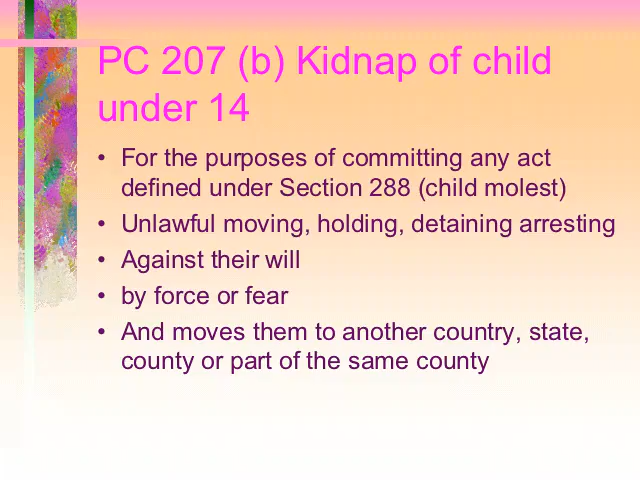 PC 207 (b) Kidnap of child
under 14
• For the purposes of committing any act
defined under Section 288 (child molest)
• Unlawful moving, holding, detaining arresting
• Against their will
• by force or fear
• And moves them to another country, state,
county or part of the same county